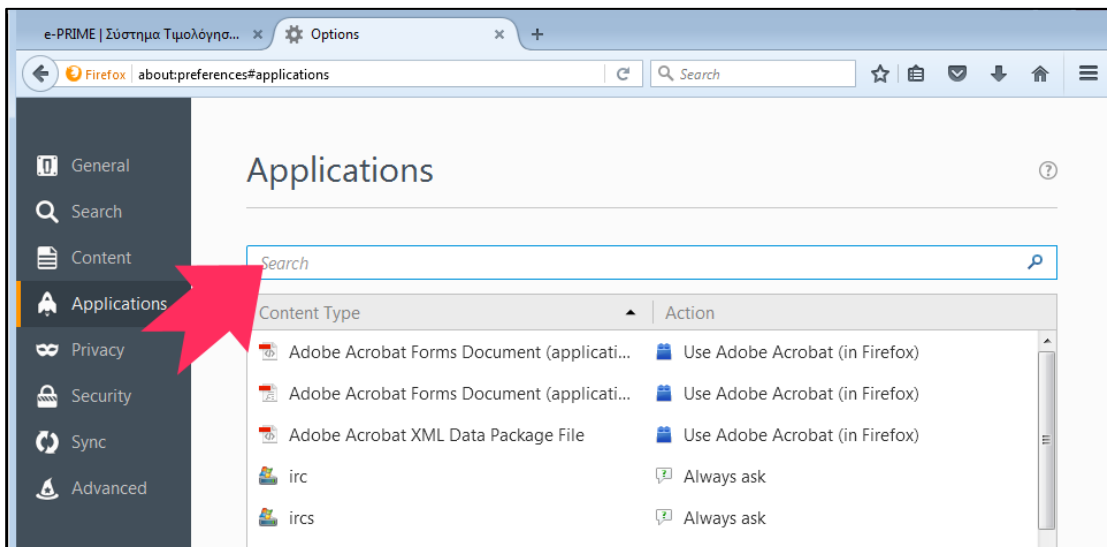 e-PRIME | Σύστημα Τιμολόγησ... Options
Firefox about:preferences#applications Search
General
Search
Content
Applications
Privacy
Security
Sync
Advanced
Applications
Search
Content Type Action
Adobe Acrobat Forms Document (applicati... Use Adobe Acrobat (in Firefox)
Adobe Acrobat Forms Document (applicati... Use Adobe Acrobat (in Firefox)
Adobe Acrobat XML Data Package File Use Adobe Acrobat (in Firefox)
irc Always ask
ircs Always ask